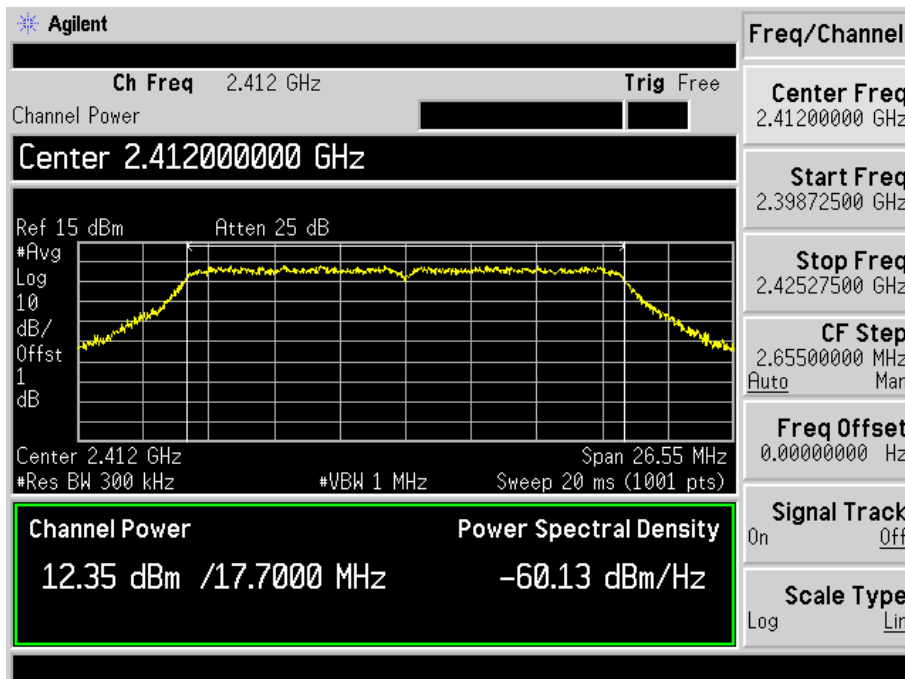 Agilent
Freq/Channel
Ch Freq 2.412 GHz Trig Free
Channel Power
Center 2.412000000 GHz
Ref 15 dBm Atten 25 dB
#Avg
Log
10
dB/
Offst
1
dB
Center 2.412 GHz Span 26.55 MHz
#Res BW 300 kHz #VBW 1 MHz Sweep 20 ms (1001 pts)
Channel Power Power Spectral Density
12.35 dBm /17.7000 MHz -60.13 dBm/Hz
Center Freq
2.41200000 GHz
Start Freq
2.39872500 GHz
Stop Freq
2.42527500 GHz
CF Step
2.65500000 MHz
Auto Man
Freq Offset
0.00000000 Hz
Signal Track
On Off
Scale Type
Log Lin